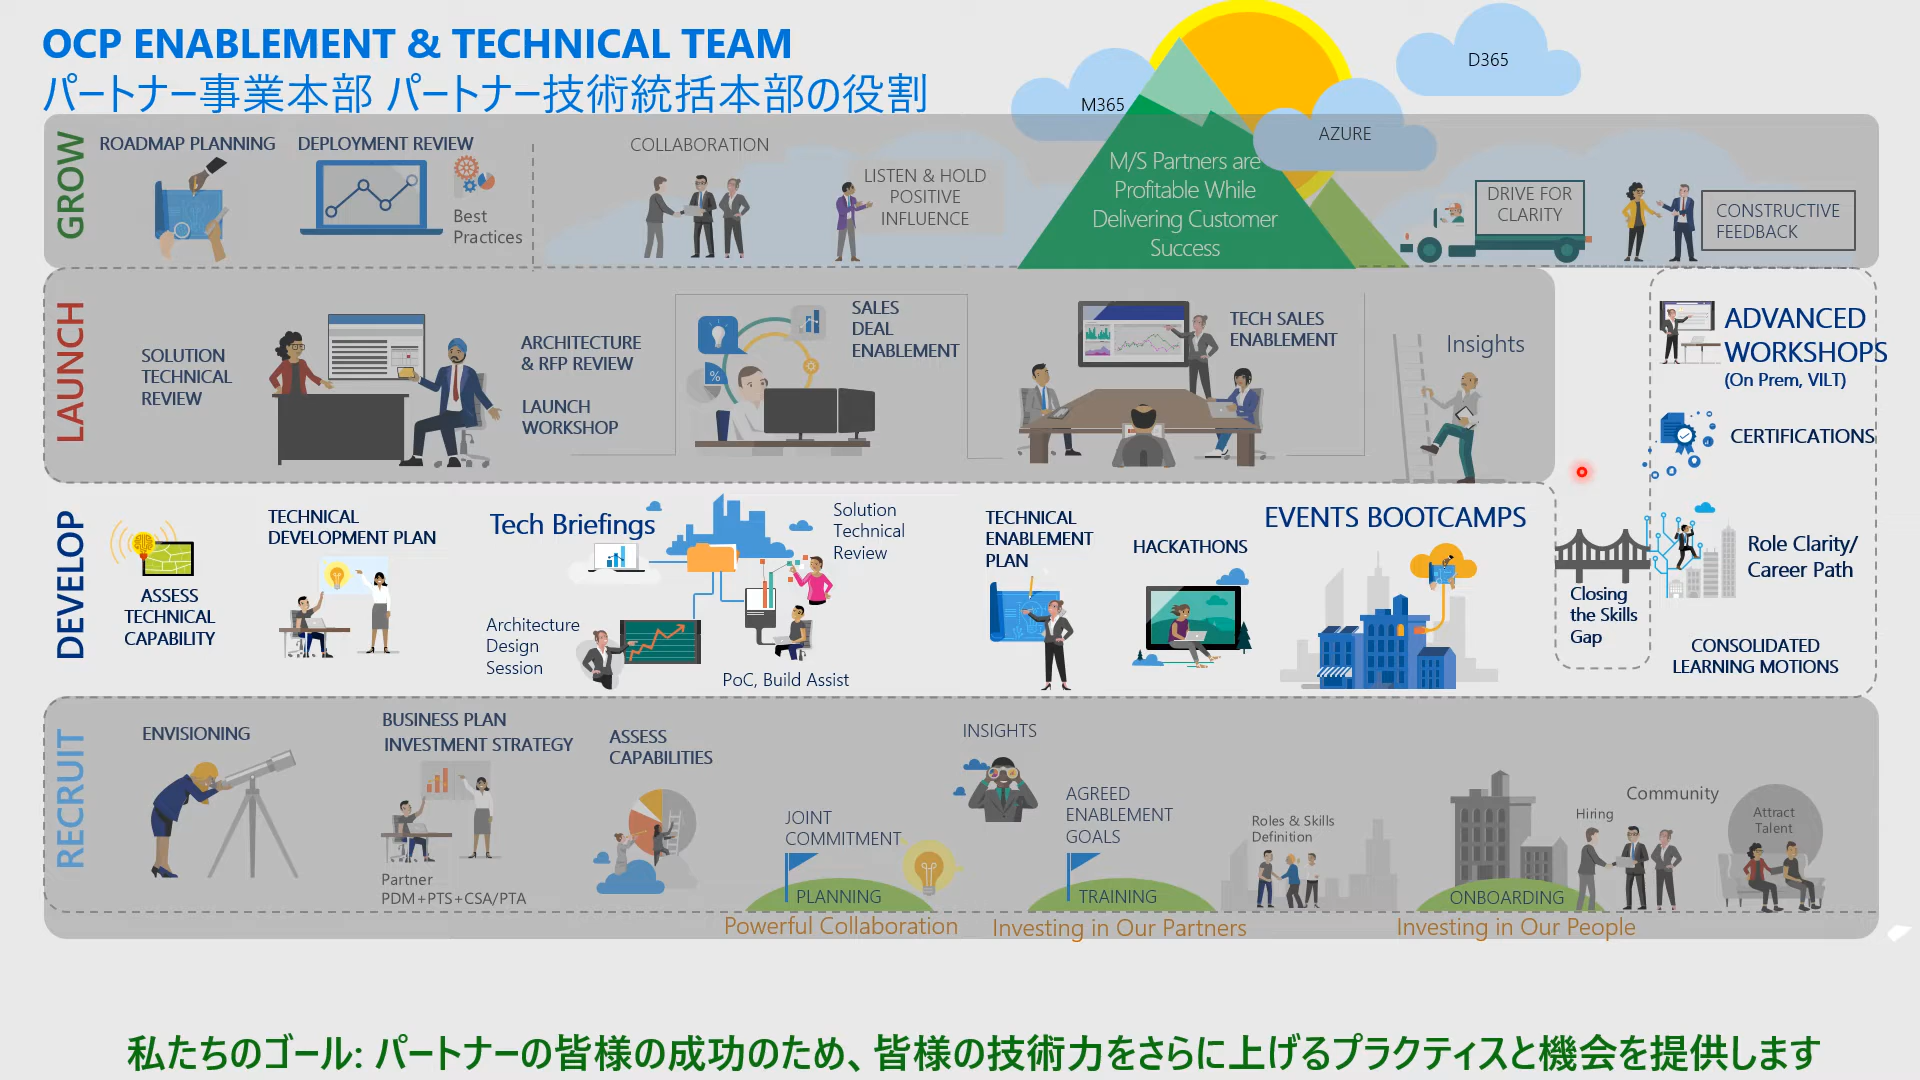 OCP ENABLEMENT & TECHNICAL TEAM
パートナー事業本部 パートナー技術統括本部の役割
D365
M365
AZURE
GROW
ROADMAP PLANNING
DEPLOYMENT REVIEW
Best
Practices
COLLABORATION
LISTEN & HOLD
POSITIVE
INFLUENCE
M/S Partners are
Profitable While
Delivering Customer
Success
DRIVE FOR
CLARITY
CONSTRUCTIVE
FEEDBACK
LAUNCH
SOLUTION
TECHNICAL
REVIEW
ARCHITECTURE
& RFP REVIEW
LAUNCH
WORKSHOP
%
SALES
DEAL
ENABLEMENT
TECH SALES
ENABLEMENT
Insights
ADVANCED
WORKSHOPS
(On Prem, VILT)
CERTIFICATIONS
DEVELOP
ASSESS
TECHNICAL
CAPABILITY
TECHNICAL
DEVELOPMENT PLAN
Tech Briefings
Solution
Technical
Review
Architecture
Design
Session
PoC, Build Assist
TECHNICAL
ENABLEMENT
PLAN
HACKATHONS
EVENTS BOOTCAMPS
Closing
the Skills
Gap
Role Clarity/
Career Path
CONSOLIDATED
LEARNING MOTIONS
RECRUIT
ENVISIONING
BUSINESS PLAN
INVESTMENT STRATEGY
Partner
PDM+PTS+CSA/PTA
ASSESS
CAPABILITIES
JOINT
COMMITMENT
PLANNING
INSIGHTS
AGREED
ENABLEMENT
GOALS
TRAINING
Roles & Skills
Definition
ONBOARDING
Hiring
Community
Attract
Talent
Powerful Collaboration
Investing in Our Partners
Investing in Our People
私たちのゴール: パートナーの皆様の成功のため、皆様の技術力をさらに上げるプラクティスと機会を提供します